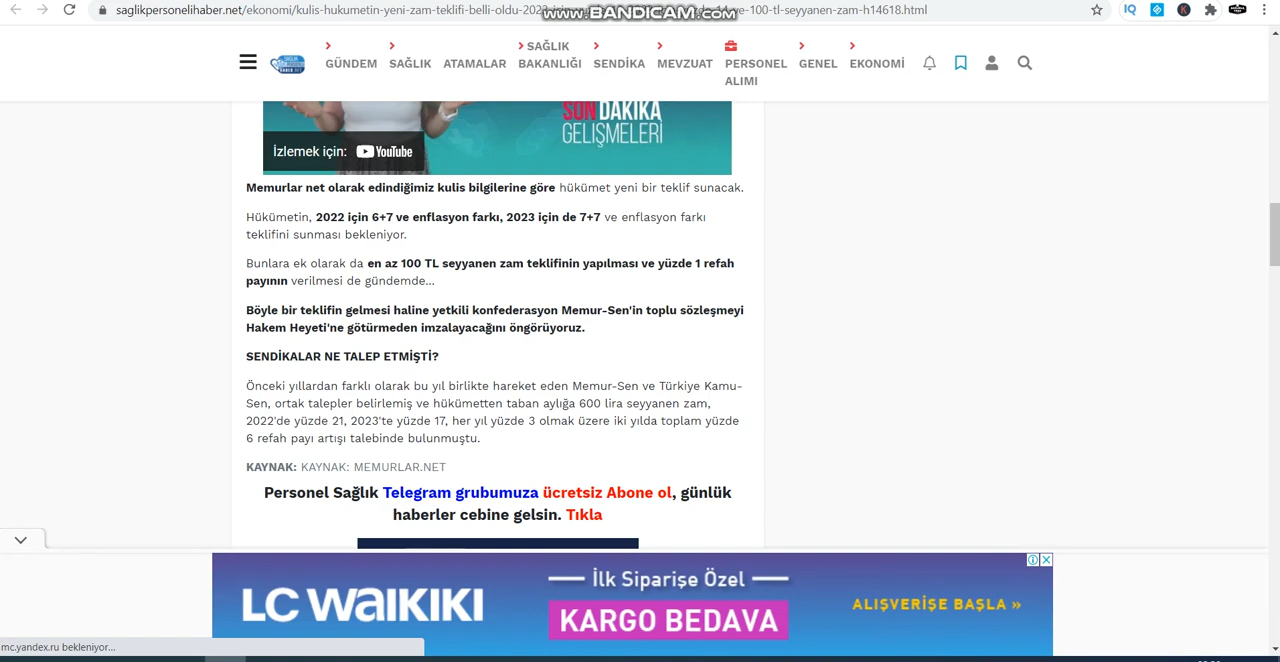 saglikpersonelihaber.net/ekonomi/kulis-hukumetin-yeni-zam-teklifi-belli-oldu-2023-icin
ve-100-tl-seyyanen-zam-h14618.html
www.BANDICAM.com
GÜNDEM
SAĞLIK
ATAMALAR
SAĞLIK BAKANLIĞI
SENDİKA
MEVZUAT
PERSONEL ALIMI
GENEL
EKONOMİ
SON DAKİKA
GELİŞMELERİ
İzlemek için: YouTube
Memurlar net olarak edindiğimiz kulis bilgilerine göre hükümet yeni bir teklif sunacak.
Hükümetin, 2022 için 6+7 ve enflasyon farkı, 2023 için de 7+7 ve enflasyon farkı
teklifini sunması bekleniyor.
Bunlara ek olarak da en az 100 TL seyyanen zam teklifinin yapılması ve yüzde 1 refah
payının verilmesi de gündemde...
Böyle bir teklifin gelmesi haline yetkili konfederasyon Memur-Sen'in toplu sözleşmeyi
Hakem Heyeti'ne götürmeden imzalayacağını öngörüyoruz.
SENDİKALAR NE TALEP ETMİŞTİ?
Önceki yıllardan farklı olarak bu yıl birlikte hareket eden Memur-Sen ve Türkiye Kamu-
Sen, ortak talepler belirlemiş ve hükümetten taban aylığa 600 lira seyyanen zam,
2022'de yüzde 21, 2023'te yüzde 17, her yıl yüzde 3 olmak üzere iki yılda toplam yüzde
6 refah payı artışı talebinde bulunmuştu.
KAYNAK: KAYNAK: MEMURLAR.NET
Personel Sağlık Telegram grubumuza ücretsiz Abone ol, günlük
haberler cebine gelsin. Tıkla
LC WAIKIKI
İlk Siparişe Özel
KARGO BEDAVA
ALIŞVERİŞE BAŞLA »
mc.yandex.ru bekleniyor...